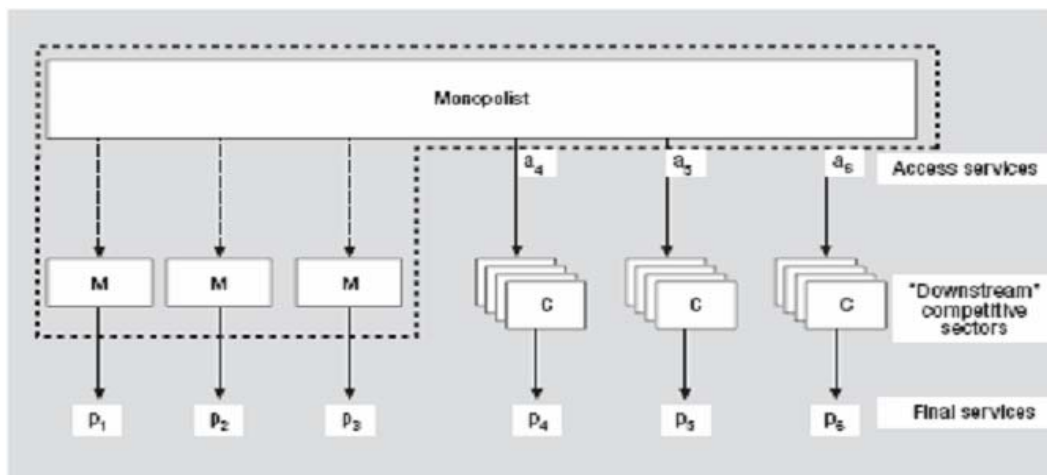 Monopolist
a4 a5 a6
Access services
M M M C C C
"Downstream"
competitive
sectors
p1 p2 p3 p4 p5 p6
Final services